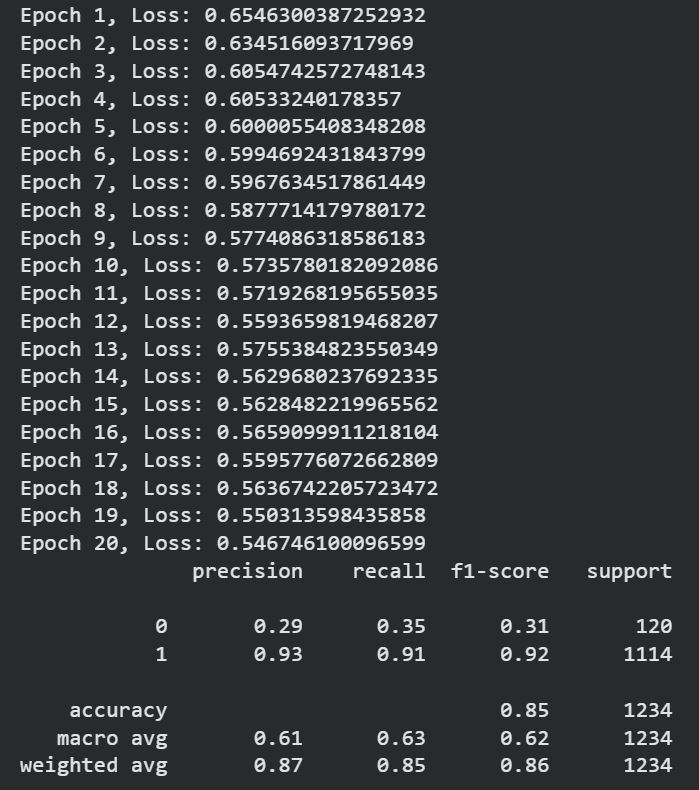 Epoch 1, Loss: 0.6546300387252932
Epoch 2, Loss: 0.634516093717969
Epoch 3, Loss: 0.6054742572748143
Epoch 4, Loss: 0.60533240178357
Epoch 5, Loss: 0.6000055408348208
Epoch 6, Loss: 0.5994692431843799
Epoch 7, Loss: 0.5967634517861449
Epoch 8, Loss: 0.5877714179780172
Epoch 9, Loss: 0.5774086318586183
Epoch 10, Loss: 0.5735780182092086
Epoch 11, Loss: 0.5719268195655035
Epoch 12, Loss: 0.5593659819468207
Epoch 13, Loss: 0.5755384823550349
Epoch 14, Loss: 0.5629680237692335
Epoch 15, Loss: 0.5628482219965562
Epoch 16, Loss: 0.5659099911218104
Epoch 17, Loss: 0.5595776072662809
Epoch 18, Loss: 0.5636742205723472
Epoch 19, Loss: 0.550313598435858
Epoch 20, Loss: 0.546746100096599
precision recall f1-score support
0 0.29 0.35 0.31 120
1 0.93 0.91 0.92 1114
accuracy 0.85 1234
macro avg 0.61 0.63 0.62 1234
weighted avg 0.87 0.85 0.86 1234